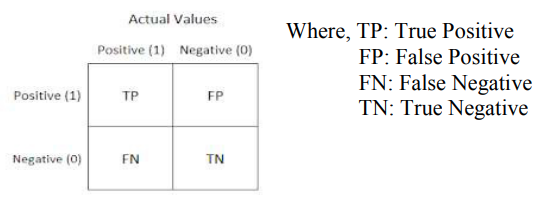 Actual Values
Positive (1) Negative (0)
Positive (1) TP FP
Negative (0) FN TN
Where, TP: True Positive
FP: False Positive
FN: False Negative
TN: True Negative